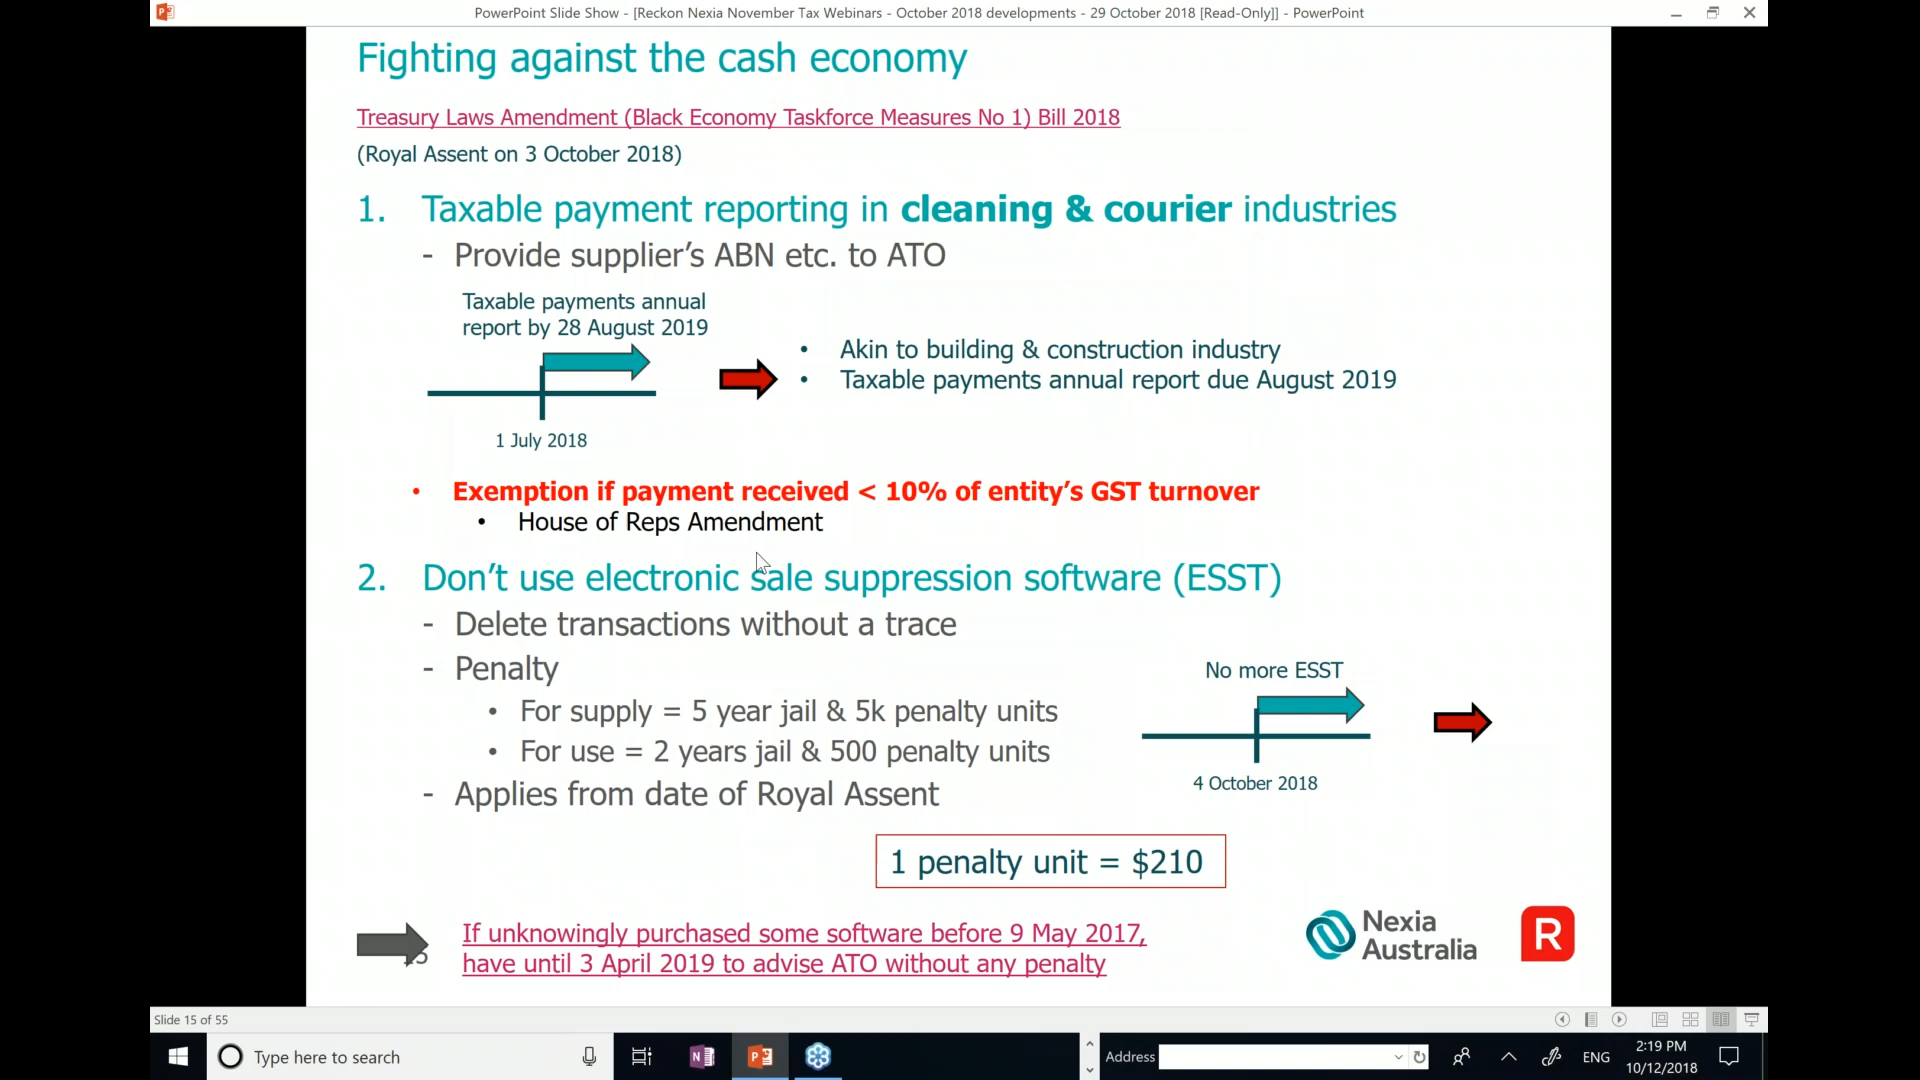 PowerPoint Slide Show - [Reckon Nexia November Tax Webinars - October 2018 developments - 29 October 2018 [Read-Only]] - PowerPoint
Fighting against the cash economy
Treasury Laws Amendment (Black Economy Taskforce Measures No 1) Bill 2018
(Royal Assent on 3 October 2018)
1. Taxable payment reporting in cleaning & courier industries
- Provide supplier's ABN etc. to ATO
Taxable payments annual
report by 28 August 2019
• Akin to building & construction industry
• Taxable payments annual report due August 2019
1 July 2018
• Exemption if payment received < 10% of entity's GST turnover
• House of Reps Amendment
2. Don't use electronic sale suppression software (ESST)
- Delete transactions without a trace
- Penalty
• For supply = 5 year jail & 5k penalty units
• For use = 2 years jail & 500 penalty units
- Applies from date of Royal Assent
No more ESST
4 October 2018
1 penalty unit = $210
If unknowingly purchased some software before 9 May 2017,
have until 3 April 2019 to advise ATO without any penalty
Nexia
Australia
R
Slide 15 of 55
Type here to search
Address
ENG
2:19 PM
10/12/2018